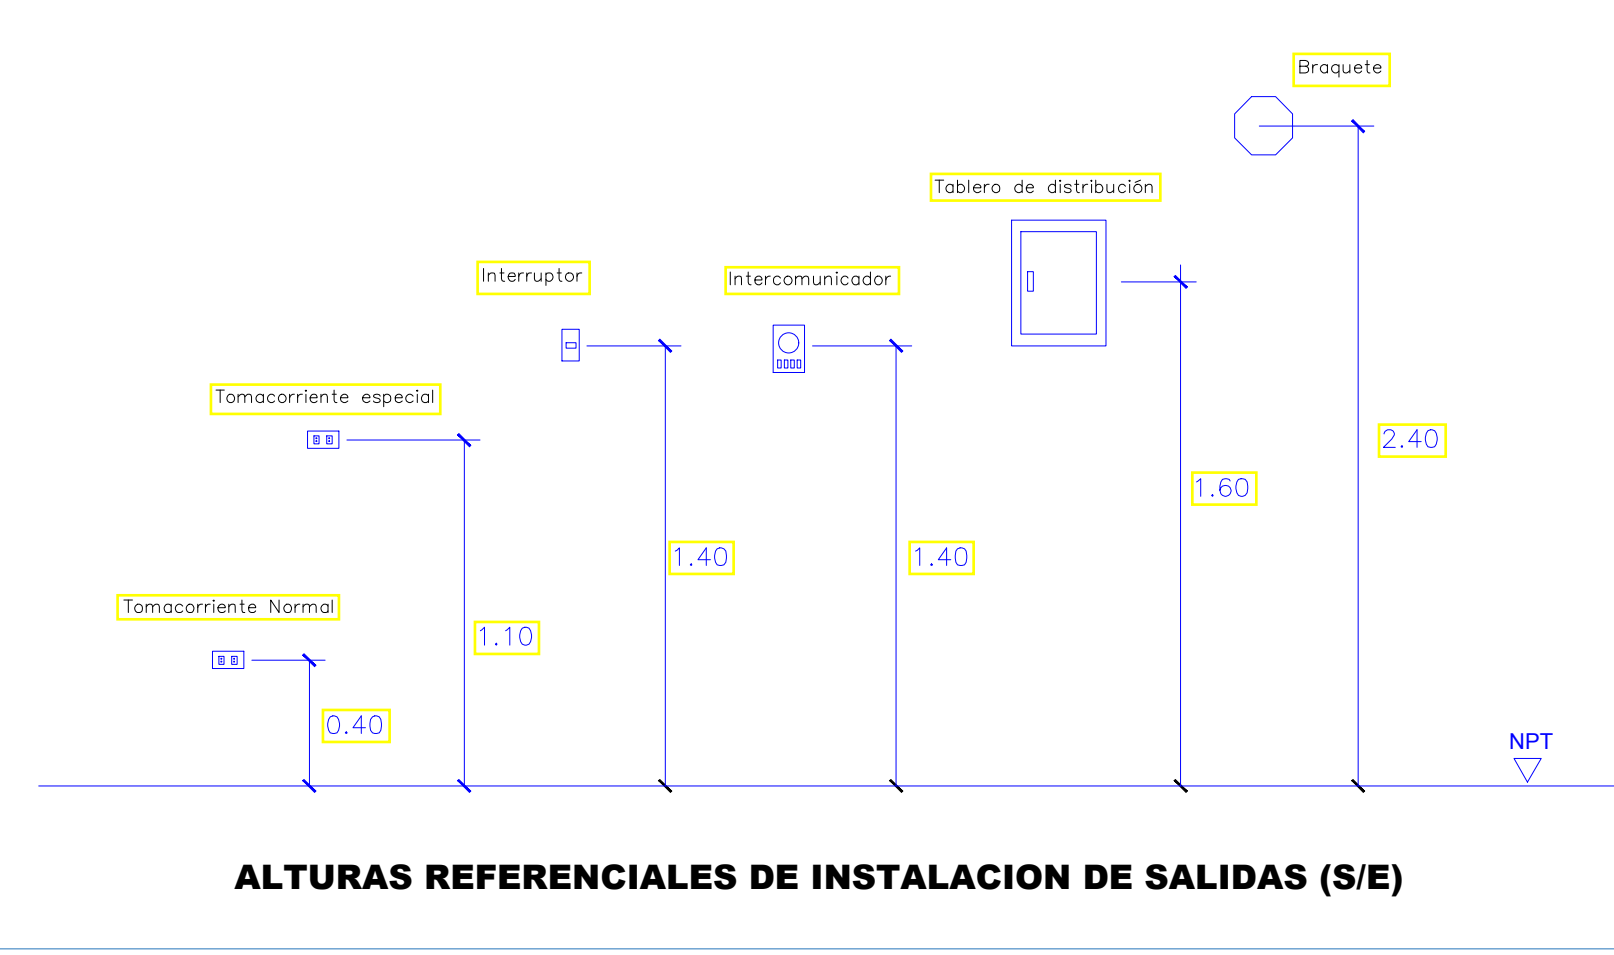 Braquete
Tablero de distribución
Interruptor
Intercomunicador
Tomacorriente especial
2.40
1.60
1.40
1.40
Tomacorriente Normal
1.10
0.40
NPT
ALTURAS REFERENCIALES DE INSTALACION DE SALIDAS (S/E)